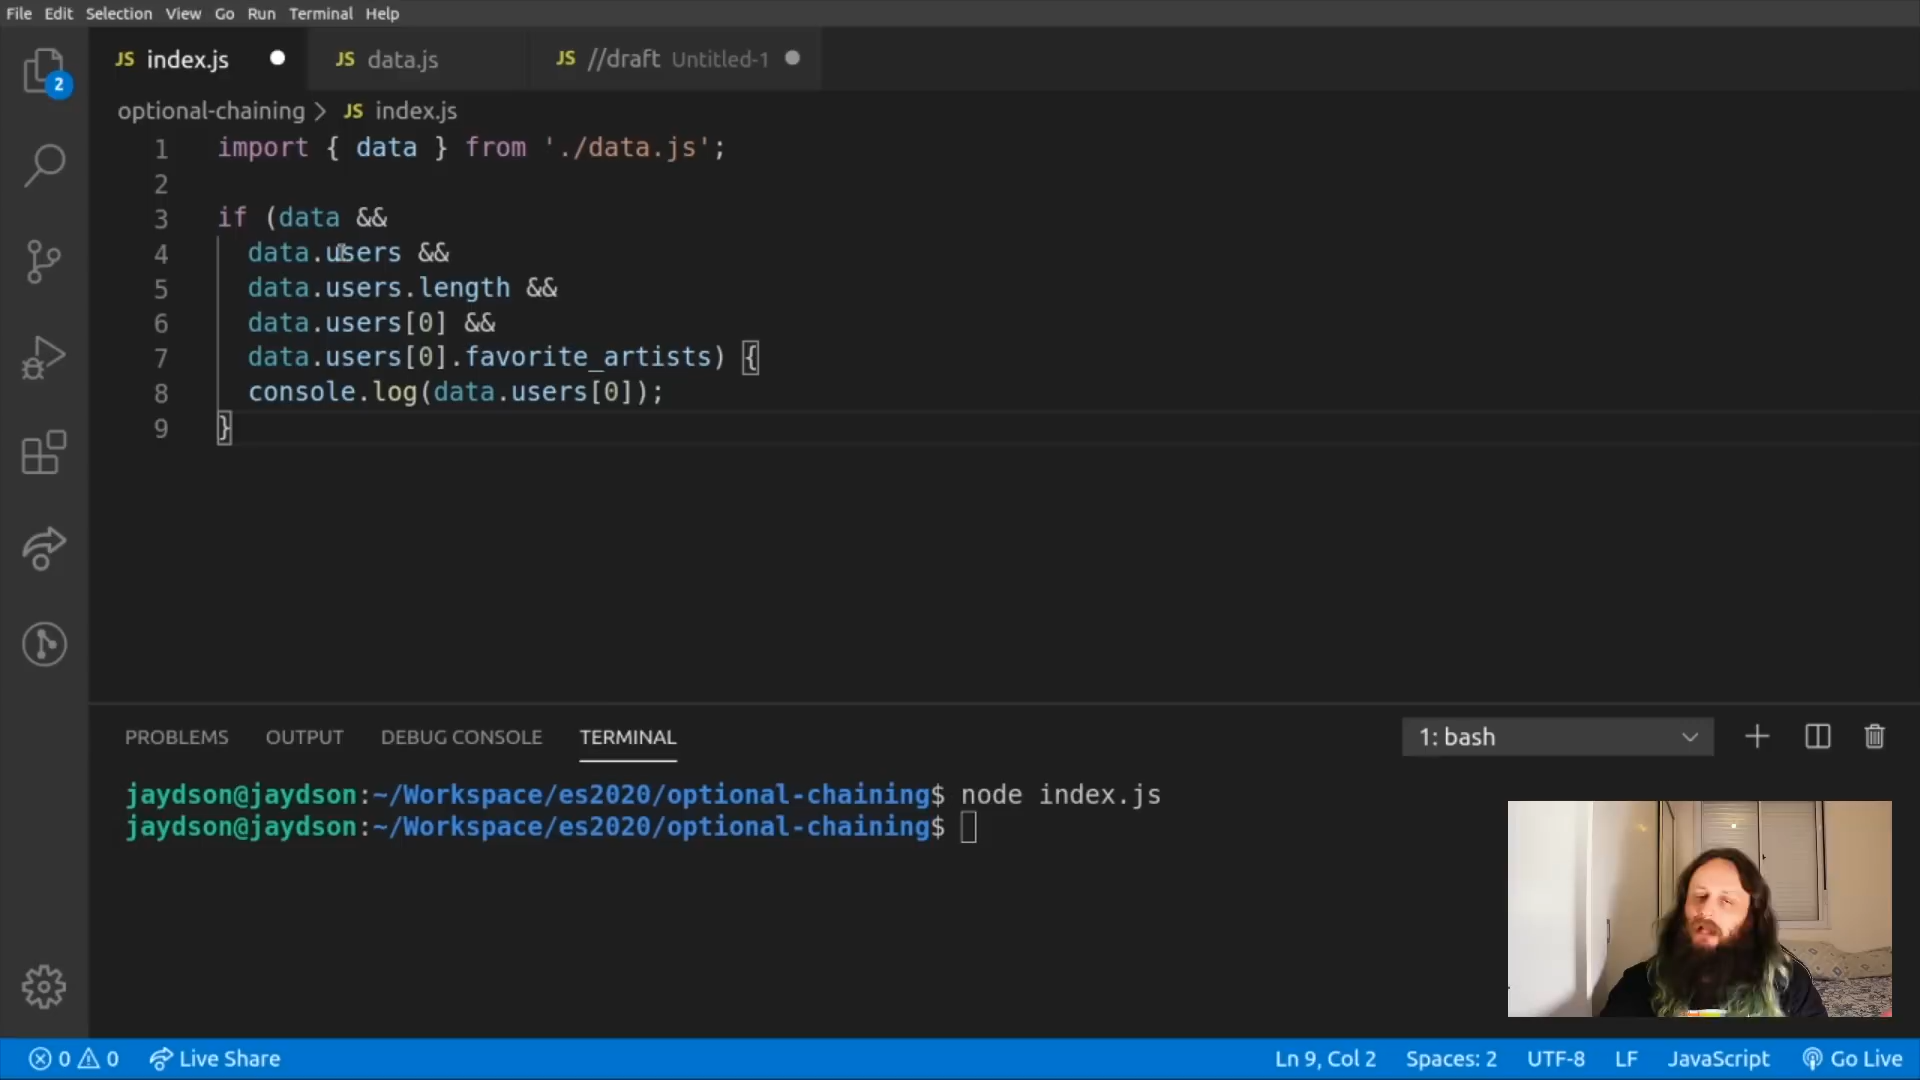 File Edit Selection View Go Run Terminal Help
JS index.js JS data.js JS //draft Untitled-1
2
optional-chaining > JS index.js
1 import { data } from './data.js';
2
3 if (data &&
4 data.users &&
5 data.users.length &&
6 data.users[0] &&
7 data.users[0].favorite_artists) {
8 console.log(data.users[0]);
9 }
PROBLEMS OUTPUT DEBUG CONSOLE TERMINAL 1: bash
jaydson@jaydson:~/Workspace/es2020/optional-chaining$ node index.js
jaydson@jaydson:~/Workspace/es2020/optional-chaining$
0 0 Live Share Ln 9, Col 2 Spaces: 2 UTF-8 LF JavaScript Go Live